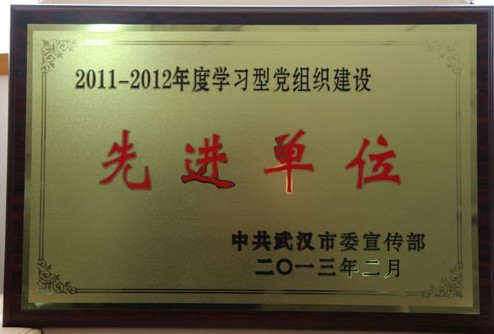 2011-2012年度学习型党组织建设
先进单位
中共武汉市委宣传部
二〇一三年二月